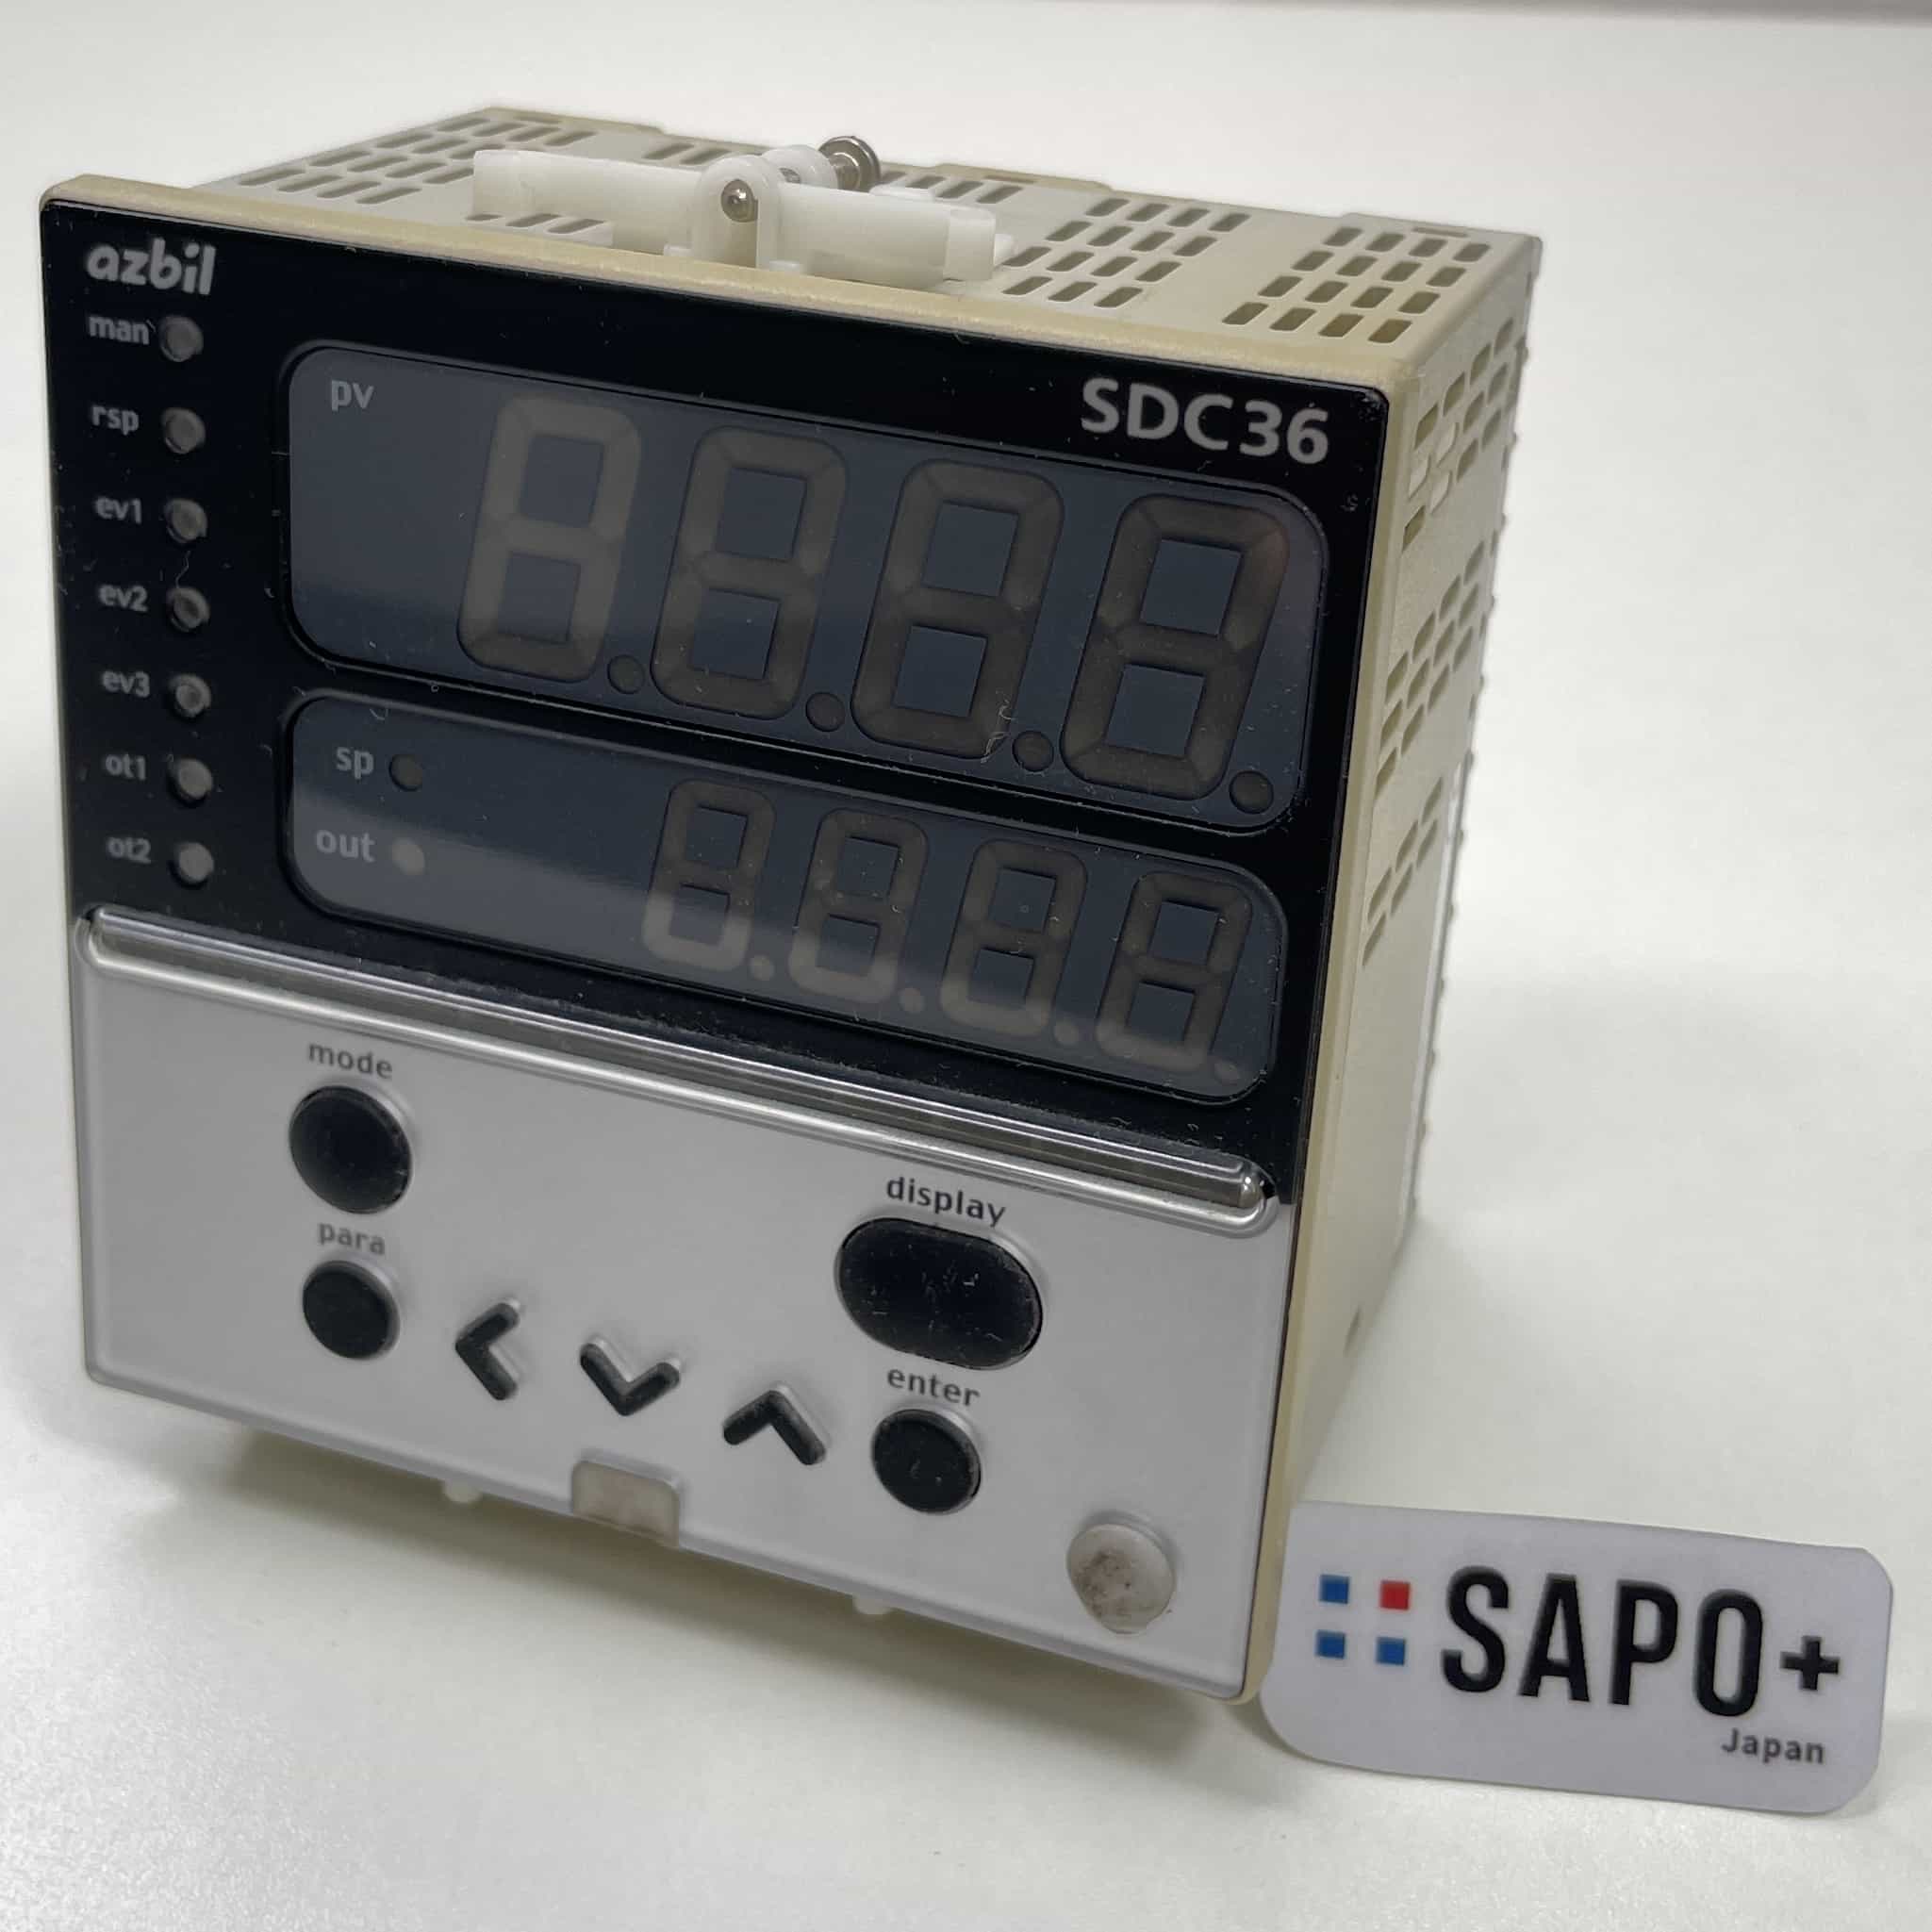 azbil
man
rsp
ev1
ev2
ev3
ot1
ot2
SDC36
pv
sp
out
mode
para
display
enter
SAPO+
Japan